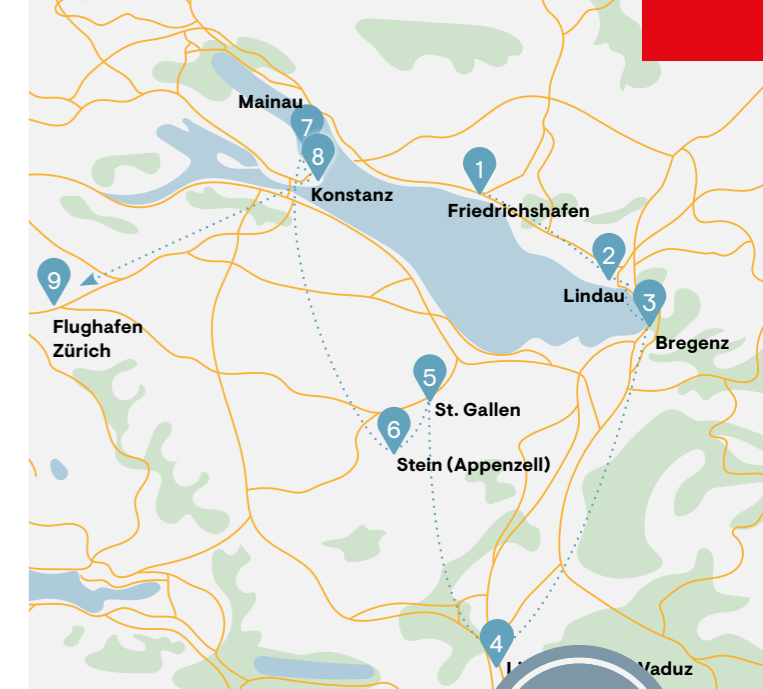 Mainau
7
8
Konstanz
1
Friedrichshafen
2
Lindau
3
Bregenz
9
Flughafen
Zürich
5
St. Gallen
6
Stein (Appenzell)
4
Vaduz